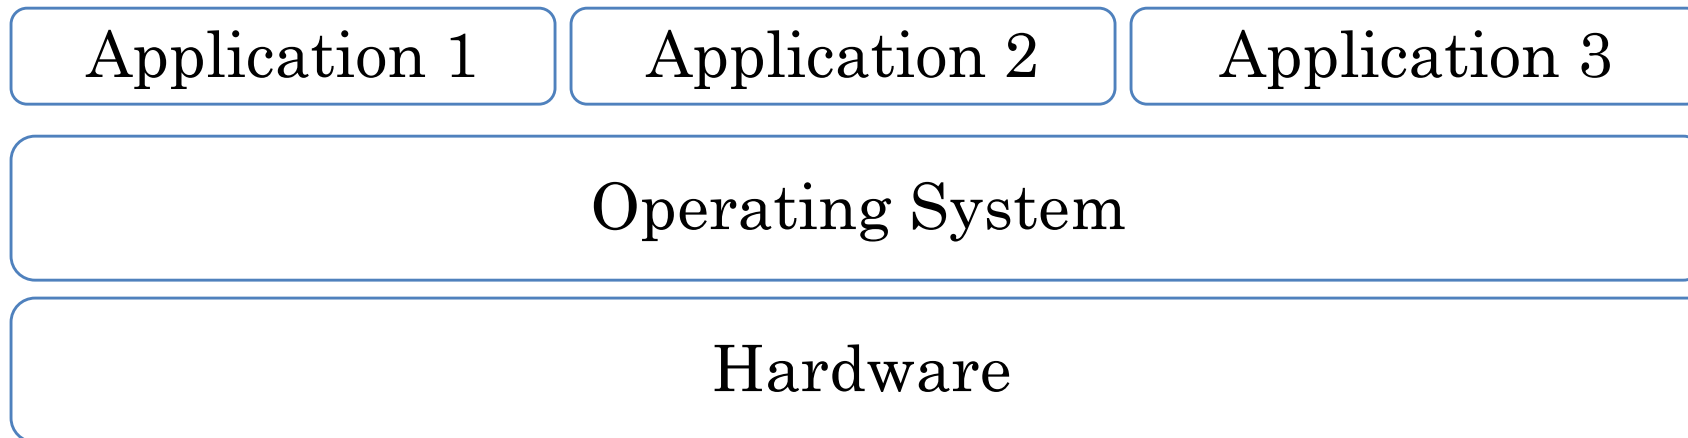 Application 1
Application 2
Application 3
Operating System
Hardware